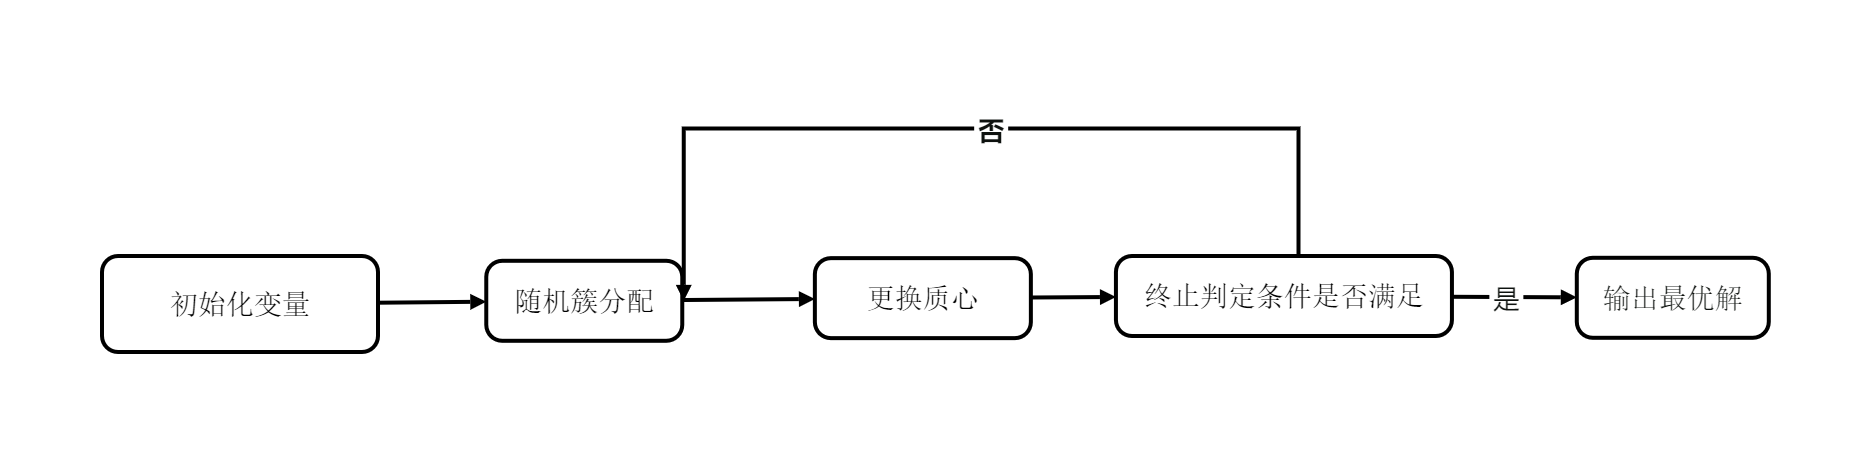 否
初始化变量
随机簇分配
更换质心
终止判定条件是否满足
是
输出最优解